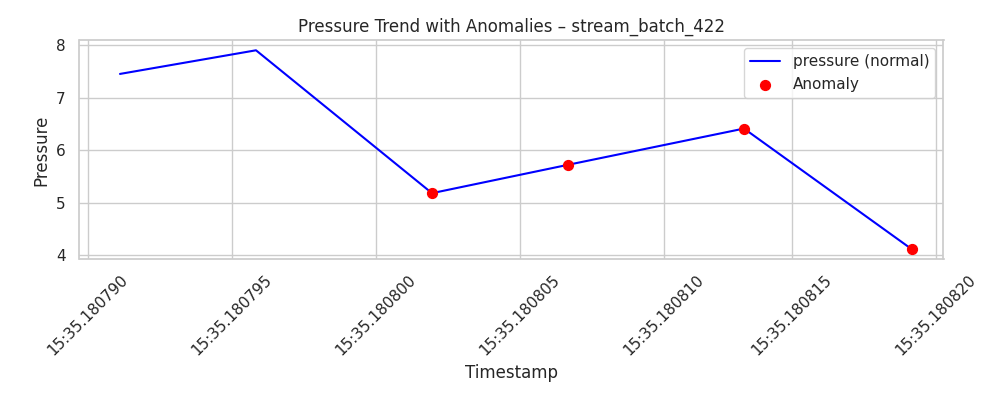 Pressure Trend with Anomalies – stream_batch_422
pressure (normal)
Anomaly
8
7
6
5
4
Pressure
15:35.180790
15:35.180795
15:35.180800
15:35.180805
15:35.180810
15:35.180815
15:35.180820
Timestamp